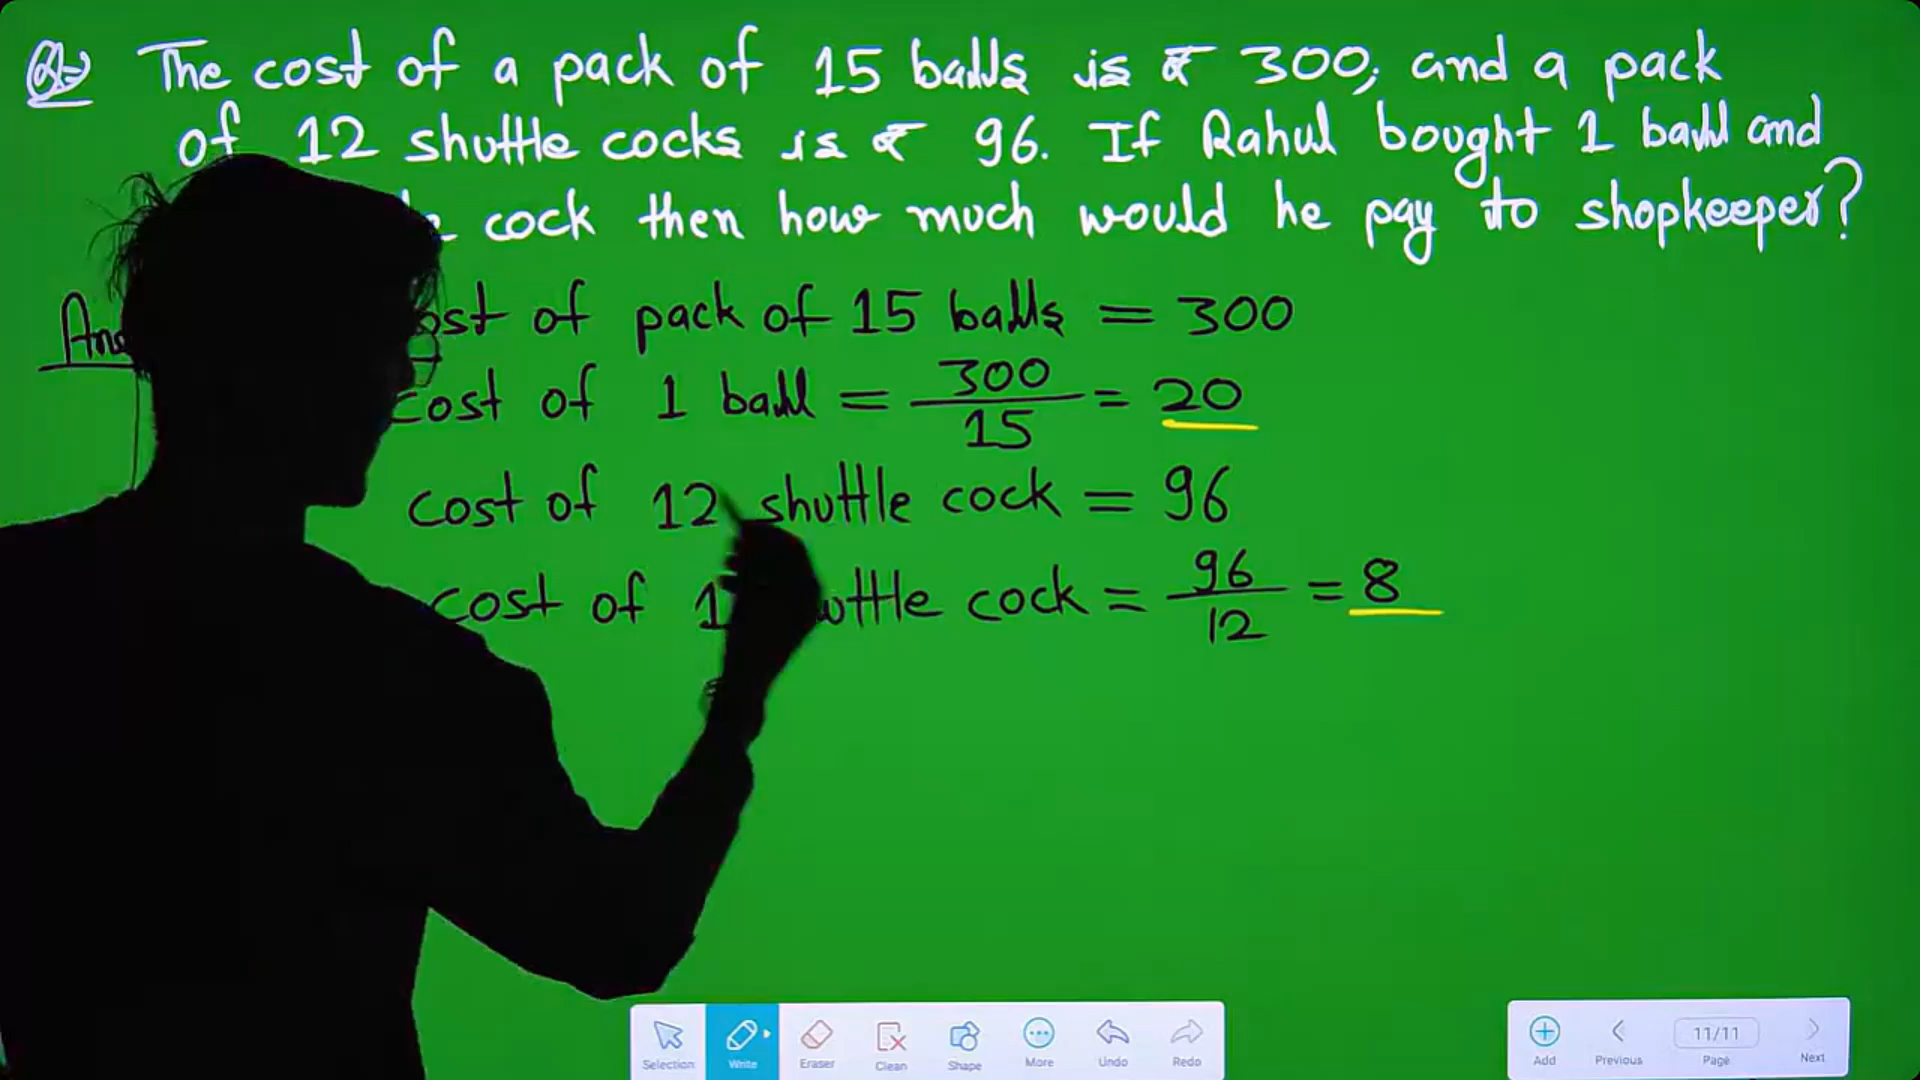 Q→ The cost of a pack of 15 balls is ₹ 300, and a pack
of 12 shuttle cocks is ₹ 96. If Rahul bought 1 ball and
cock then how much would he pay to shopkeeper?
Ans
cost of pack of 15 balls = 300
cost of 1 ball = 300/15 = 20
cost of 12 shuttle cock = 96
cost of 1 shuttle cock = 96/12 = 8
Selection Write Eraser Clean Shape More Undo Redo
Add Previous 11/11 Page Next